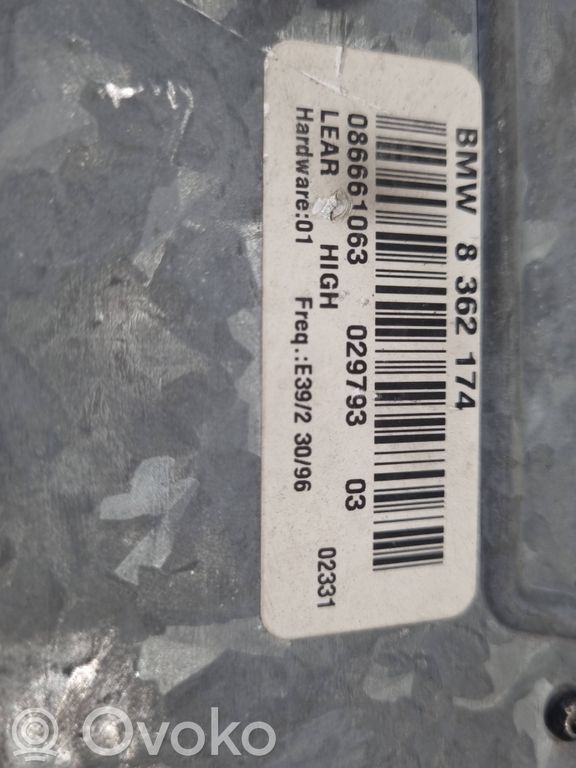 BMW 8 362 174
086661063 029793 03
LEAR HIGH 02331
Hardware:01 Freq.:E39/2 30/96
Ovoko